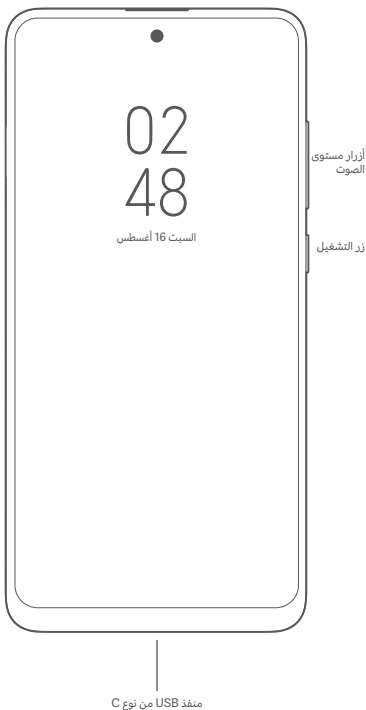 02
48
السبت 16 أغسطس
أزرار مستوى
الصوت
زر التشغيل
منفذ USB من نوع C